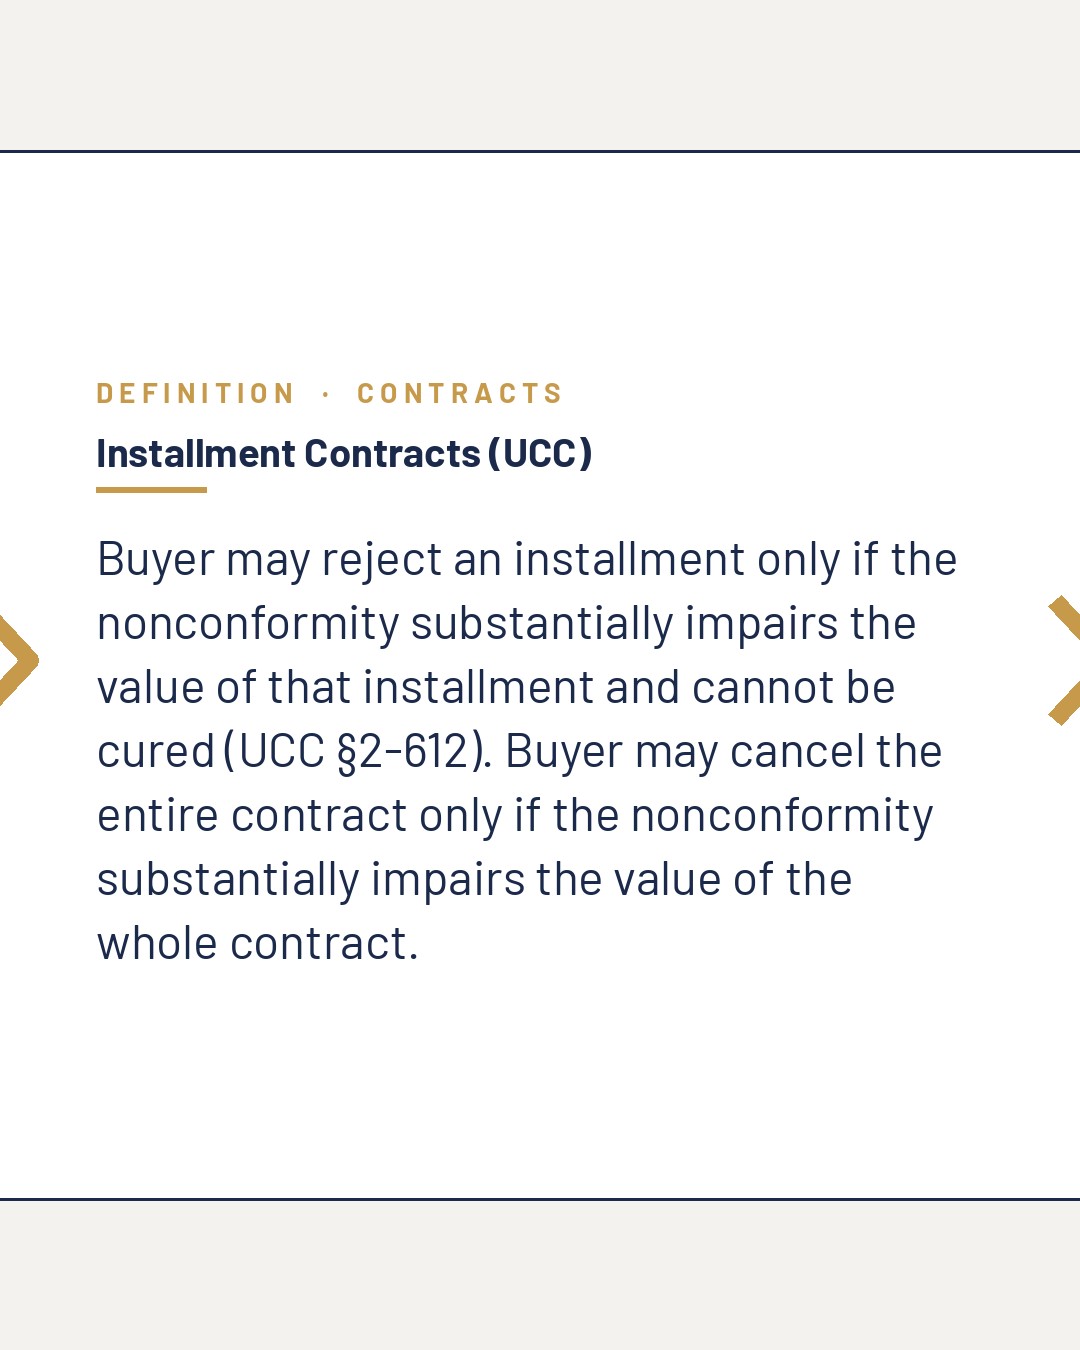 DEFINITION · CONTRACTS
Installment Contracts (UCC)
Buyer may reject an installment only if the
nonconformity substantially impairs the
value of that installment and cannot be
cured (UCC §2-612). Buyer may cancel the
entire contract only if the nonconformity
substantially impairs the value of the
whole contract.